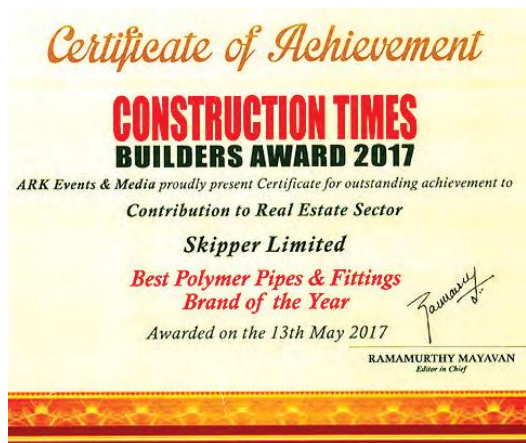 Certificate of Achievement
CONSTRUCTION TIMES
BUILDERS AWARD 2017
ARK Events & Media proudly present Certificate for outstanding achievement to
Contribution to Real Estate Sector
Skipper Limited
Best Polymer Pipes & Fittings
Brand of the Year
Awarded on the 13th May 2017
RAMAMURTHY MAYAVAN
Editor in Chief